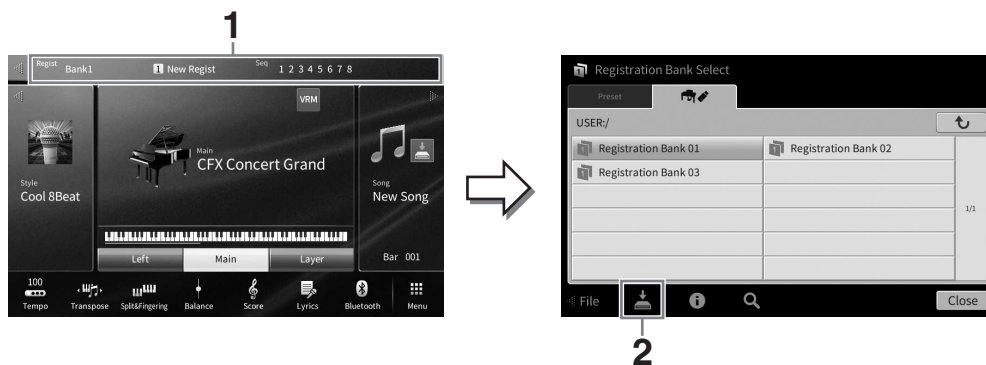 1
Regist Bank1 1 New Regist Seq 1 2 3 4 5 6 7 8
VRM
Main
CFX Concert Grand
Style
Cool 8Beat
Song
New Song
Left Main Layer
Bar 001
100
Tempo Transpose Split&Fingering Balance Score Lyrics Bluetooth Menu
Registration Bank Select
Preset
USER:/
Registration Bank 01 Registration Bank 02
Registration Bank 03
1/1
File Close
2